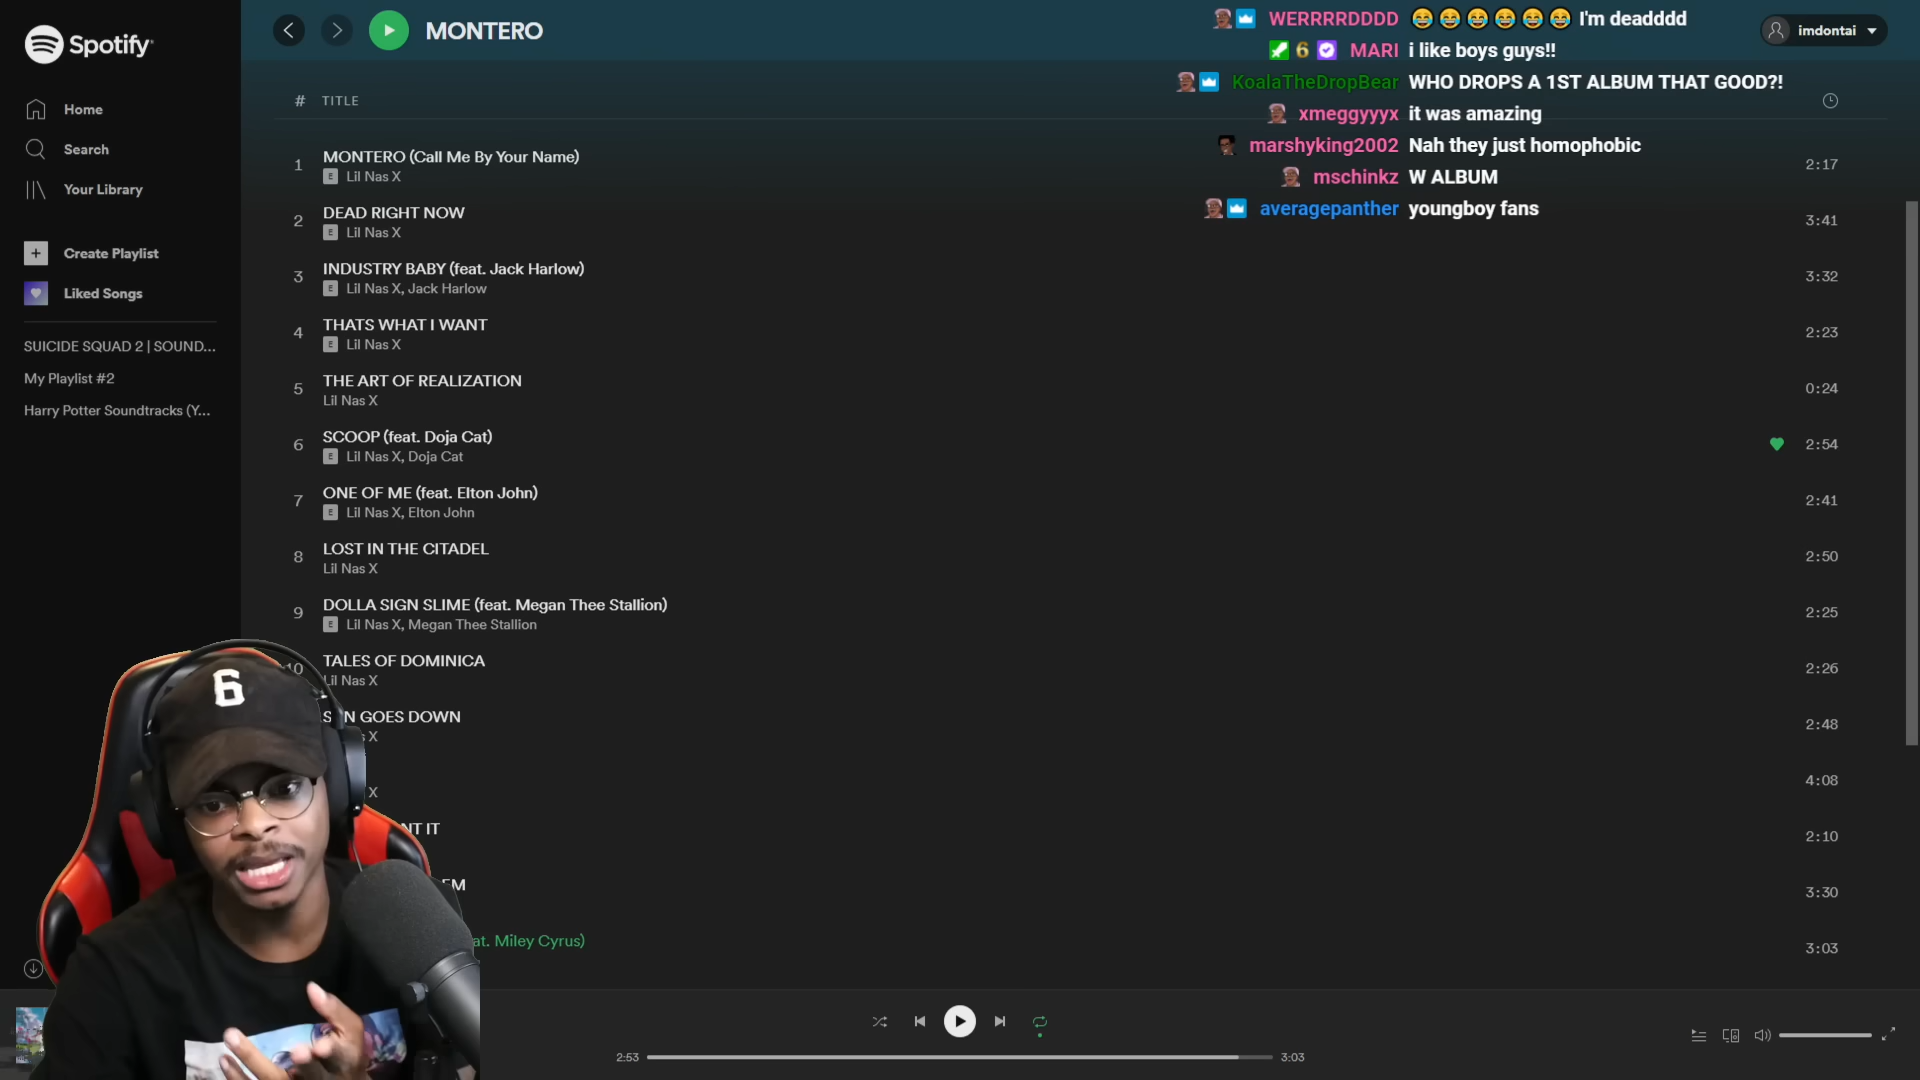 Spotify
Home
Search
Your Library
Create Playlist
Liked Songs
SUICIDE SQUAD 2 | SOUND...
My Playlist #2
Harry Potter Soundtracks (Y...
MONTERO
imdontai
# TITLE
1 MONTERO (Call Me By Your Name) 2:17
E Lil Nas X
2 DEAD RIGHT NOW 3:41
E Lil Nas X
3 INDUSTRY BABY (feat. Jack Harlow) 3:32
E Lil Nas X, Jack Harlow
4 THATS WHAT I WANT 2:23
E Lil Nas X
5 THE ART OF REALIZATION 0:24
Lil Nas X
6 SCOOP (feat. Doja Cat) 2:54
E Lil Nas X, Doja Cat
7 ONE OF ME (feat. Elton John) 2:41
E Lil Nas X, Elton John
8 LOST IN THE CITADEL 2:50
Lil Nas X
9 DOLLA SIGN SLIME (feat. Megan Thee Stallion) 2:25
E Lil Nas X, Megan Thee Stallion
10 TALES OF DOMINICA 2:26
Lil Nas X
GOES DOWN 2:48
X
4:08
X
IT 2:10
3:30
Miley Cyrus) 3:03
WERRRRDDDD 😂😂😂😂😂😂 I'm deadddd
6 MARI i like boys guys!!
KoalaTheDropBear WHO DROPS A 1ST ALBUM THAT GOOD?!
xmeggyyyx it was amazing
marshyking2002 Nah they just homophobic
mschinkz W ALBUM
averagepanther youngboy fans
6
2:53 3:03